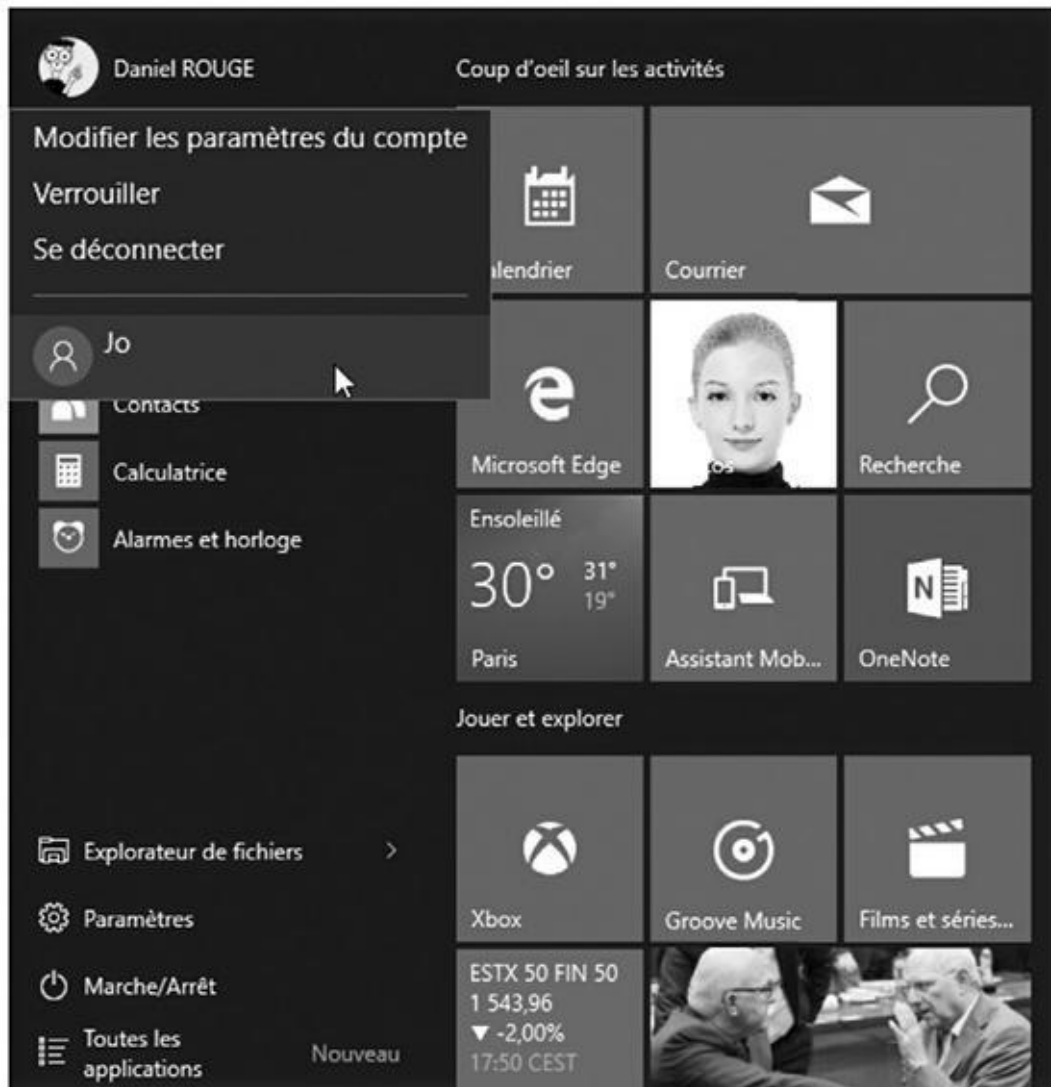 Daniel ROUGE
Modifier les paramètres du compte
Verrouiller
Se déconnecter
Jo
Contacts
Calculatrice
Alarmes et horloge
Explorateur de fichiers
Paramètres
Marche/Arrêt
Toutes les
applications
Nouveau
Coup d'oeil sur les activités
alendrier
Courrier
Microsoft Edge
os
Recherche
Ensoleillé
30° 31°
19°
Paris
Assistant Mob...
N
OneNote
Jouer et explorer
Xbox
Groove Music
Films et séries...
ESTX 50 FIN 50
1 543,96
▼ -2,00%
17:50 CEST